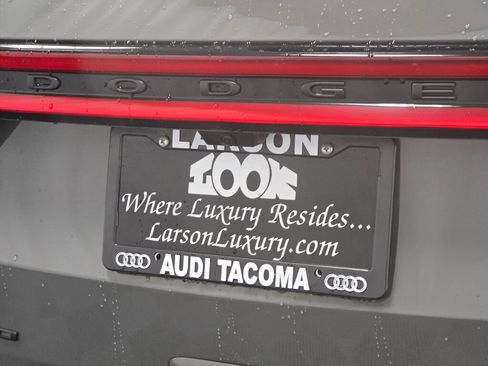 DODGE
LARSON
LOOK
Where Luxury Resides...
LarsonLuxury.com
AUDI TACOMA